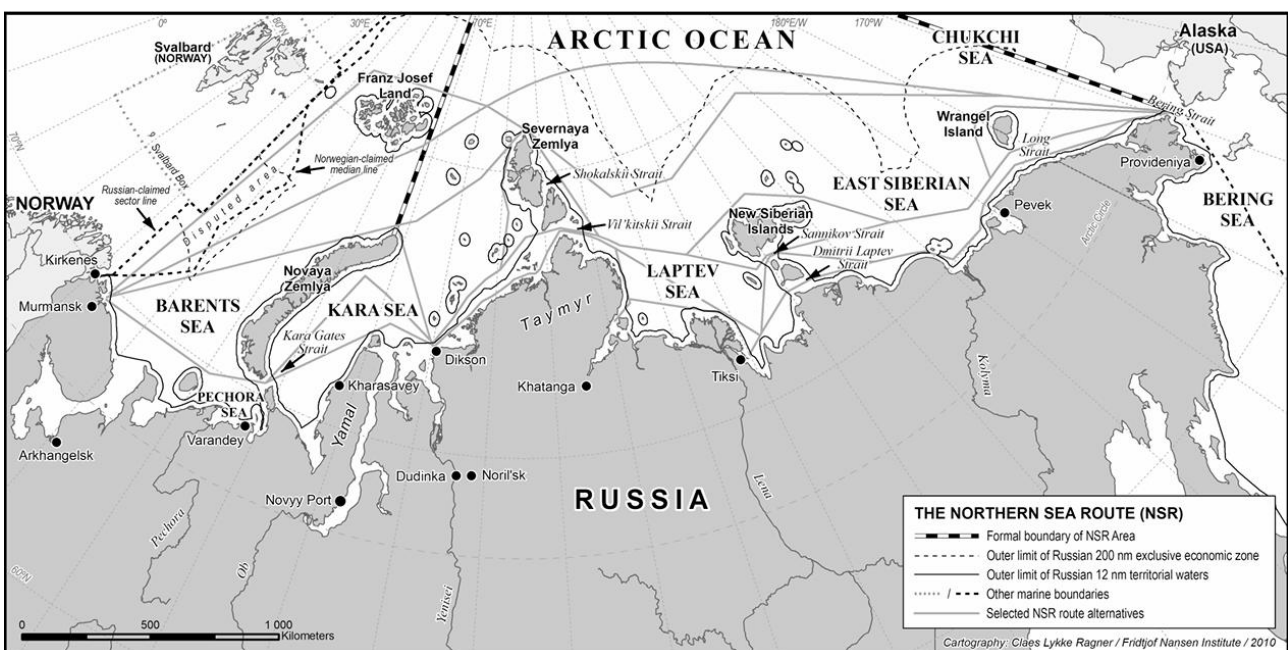 0°
60°N
30°E
70°E
180°E/W
170°W
Svalbard
(NORWAY)
ARCTIC OCEAN
CHUKCHI
SEA
Alaska
(USA)
Franz Josef
Land
Bering Strait
Severnaya
Zemlya
Wrangel
Island
Long
Strait
70°N
Svalbard Box
Norwegian-claimed
median line
Shokalskii Strait
Provideniya
Russian-claimed
sector line
Disputed area
EAST SIBERIAN
SEA
NORWAY
Vil'kitskii Strait
New Siberian
Islands
Pevek
BERING
SEA
Arctic Circle
Sannikov Strait
Dmitrii Laptev
Strait
Kirkenes
Novaya
Zemlya
LAPTEV
SEA
Murmansk
BARENTS
SEA
KARA SEA
Taymyr
Kara Gates
Strait
Dikson
Tiksi
Kolyma
Khatanga
Kharasavey
PECHORA
SEA
Yamal
Varandey
Arkhangelsk
Dudinka
Noril'sk
Novyy Port
RUSSIA
Lena
Pechora
Ob
Yenisei
60°N
THE NORTHERN SEA ROUTE (NSR)
Formal boundary of NSR Area
Outer limit of Russian 200 nm exclusive economic zone
Outer limit of Russian 12 nm territorial waters
/ Other marine boundaries
Selected NSR route alternatives
0 500 1 000
Kilometers
Cartography: Claes Lykke Ragner / Fridtjof Nansen Institute / 2010